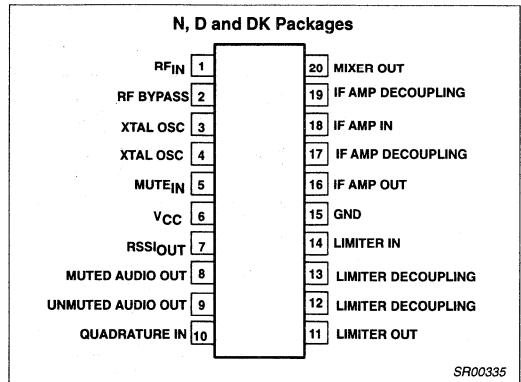 N, D and DK Packages
RFIN 1
RF BYPASS 2
XTAL OSC 3
XTAL OSC 4
MUTEIN 5
VCC 6
RSSIOUT 7
MUTED AUDIO OUT 8
UNMUTED AUDIO OUT 9
QUADRATURE IN 10
20 MIXER OUT
19 IF AMP DECOUPLING
18 IF AMP IN
17 IF AMP DECOUPLING
16 IF AMP OUT
15 GND
14 LIMITER IN
13 LIMITER DECOUPLING
12 LIMITER DECOUPLING
11 LIMITER OUT
SR00335